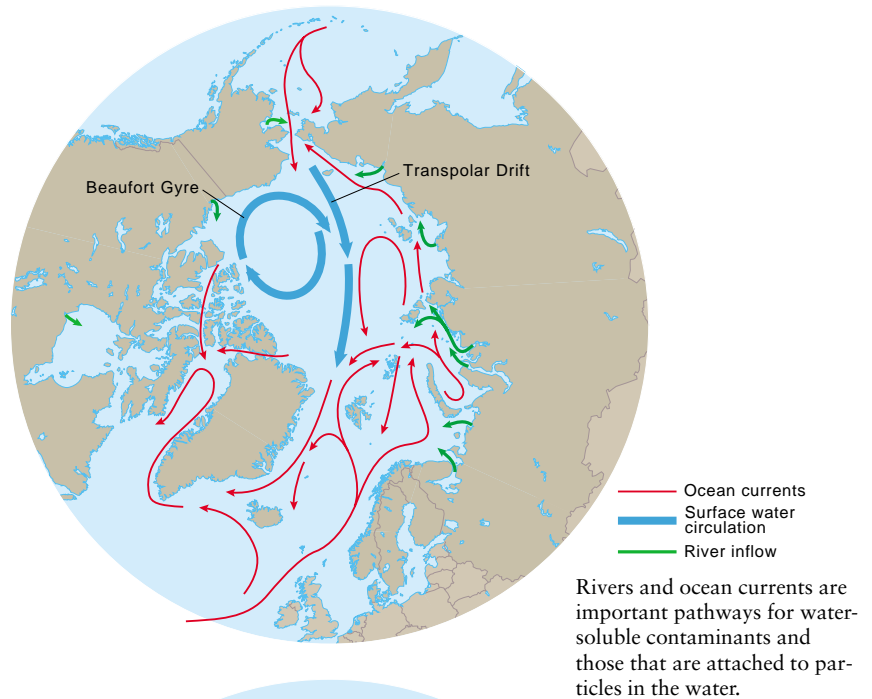 Beaufort Gyre
Transpolar Drift
Ocean currents
Surface water
circulation
River inflow
Rivers and ocean currents are
important pathways for water-
soluble contaminants and
those that are attached to par-
ticles in the water.